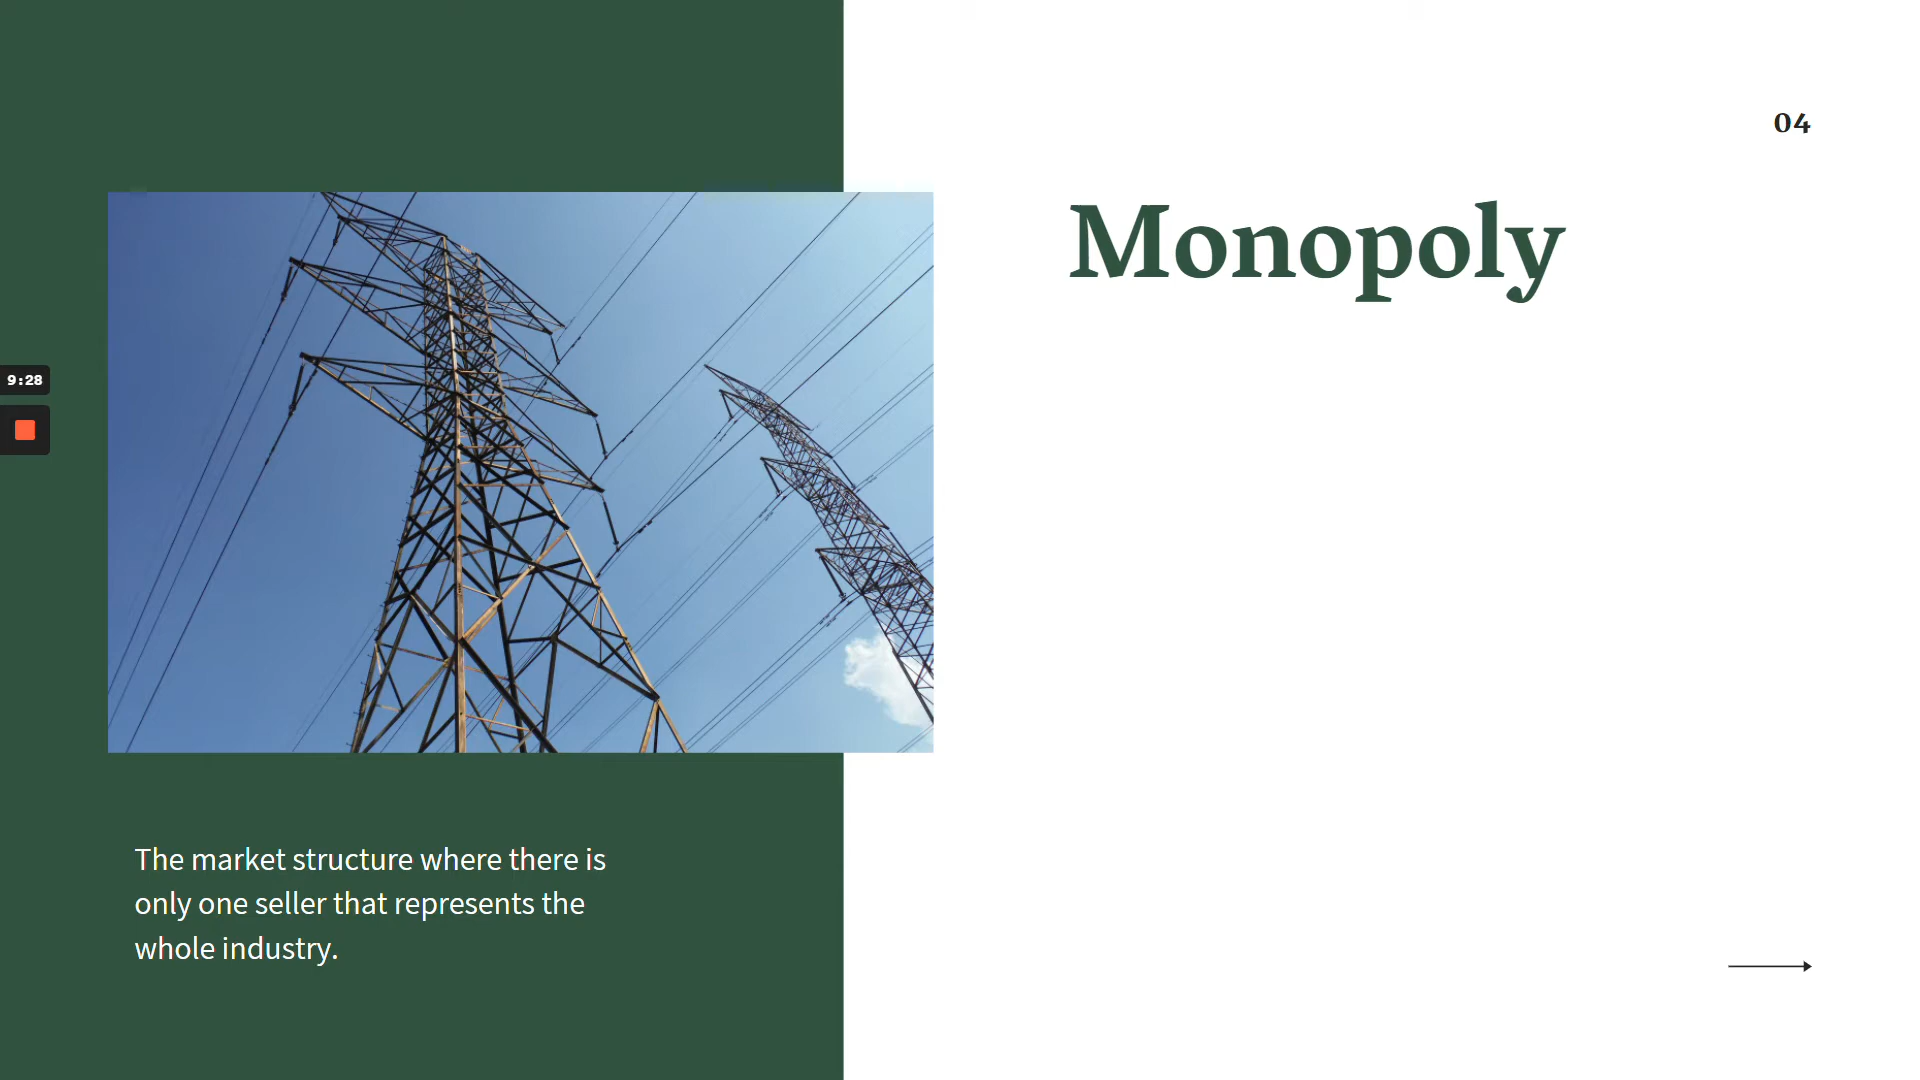 04
Monopoly
9:28
The market structure where there is
only one seller that represents the
whole industry.